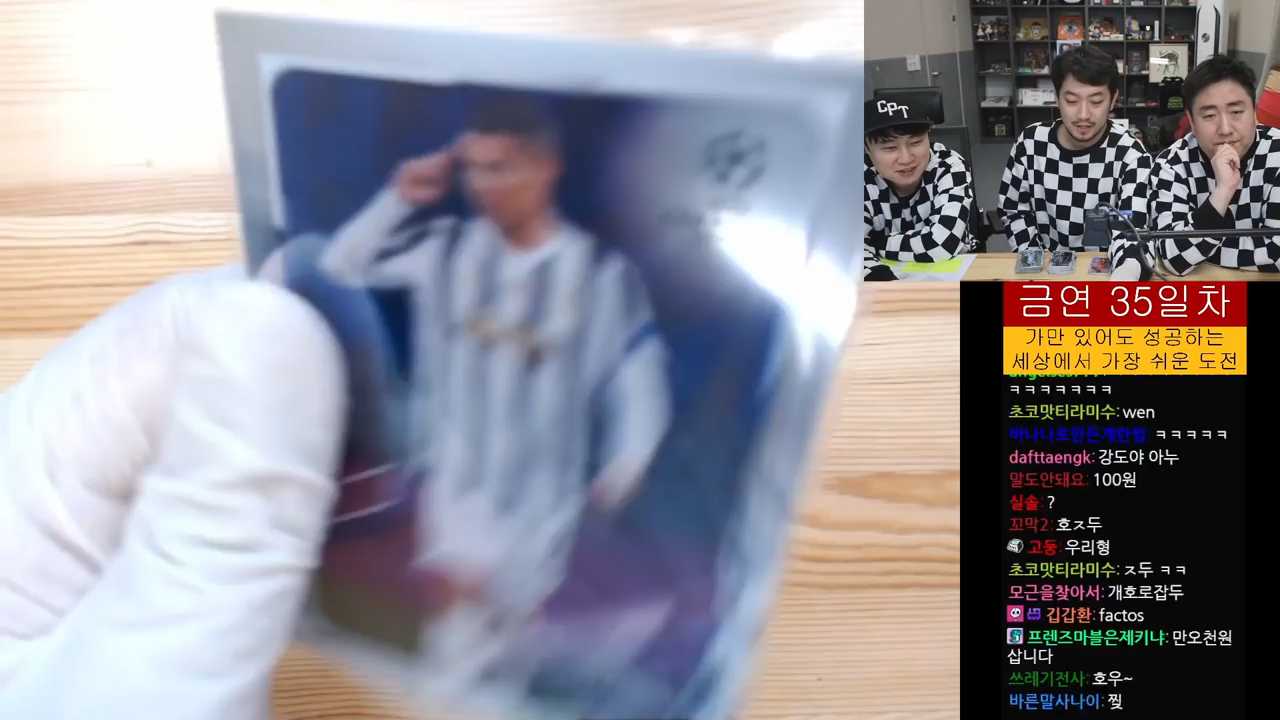 CPT
금연 35일차
가만 있어도 성공하는
세상에서 가장 쉬운 도전
ㅋㅋㅋㅋㅋㅋㅋ
초코맛티라미수: wen
바나나로만든계란찜 ㅋㅋㅋㅋㅋ
dafttaengk: 강도야 아누
말도안돼요: 100원
실솔: ?
꼬막2: 호ㅈ두
고둥: 우리형
초코맛티라미수: ㅈ두 ㅋㅋ
모근을찾아서: 개호로잡두
김갑환: factos
프렌즈마블은제키냐: 만오천원
삽니다
쓰레기전사: 호우~
바른말사나이: 찢